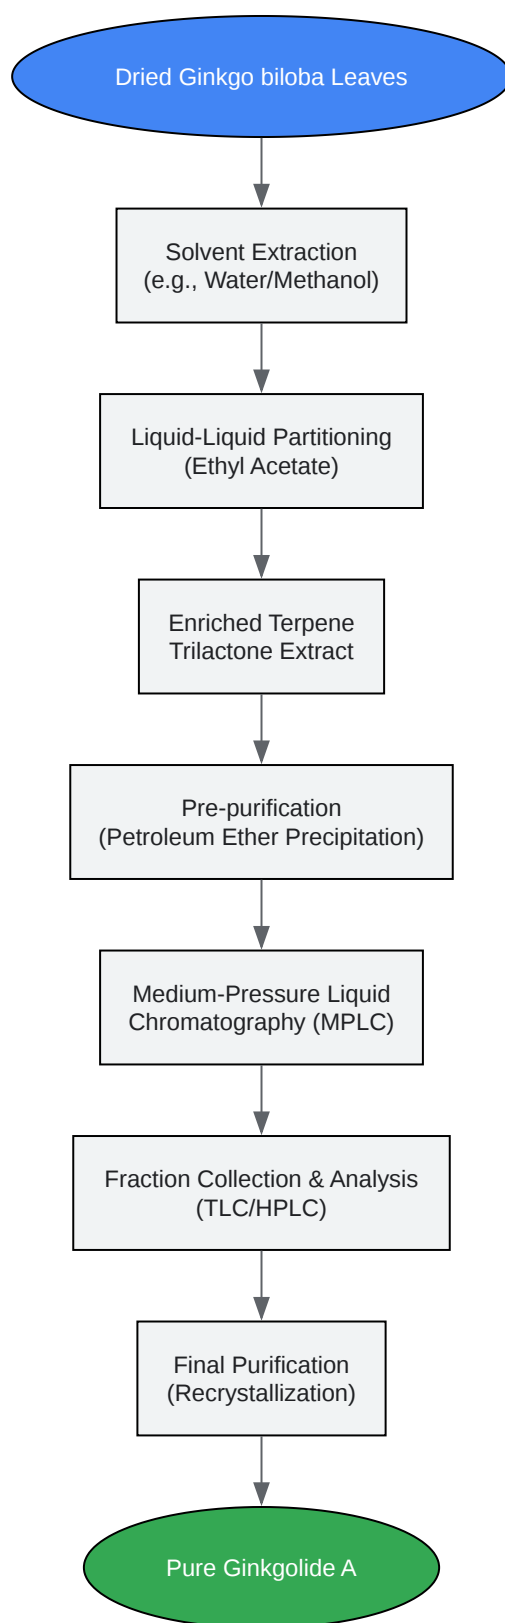 Dried Ginkgo biloba Leaves
Solvent Extraction
(e.g., Water/Methanol)
Liquid-Liquid Partitioning
(Ethyl Acetate)
Enriched Terpene
Trilactone Extract
Pre-purification
(Petroleum Ether Precipitation)
Medium-Pressure Liquid
Chromatography (MPLC)
Fraction Collection & Analysis
(TLC/HPLC)
Final Purification
(Recrystallization)
Pure Ginkgolide A